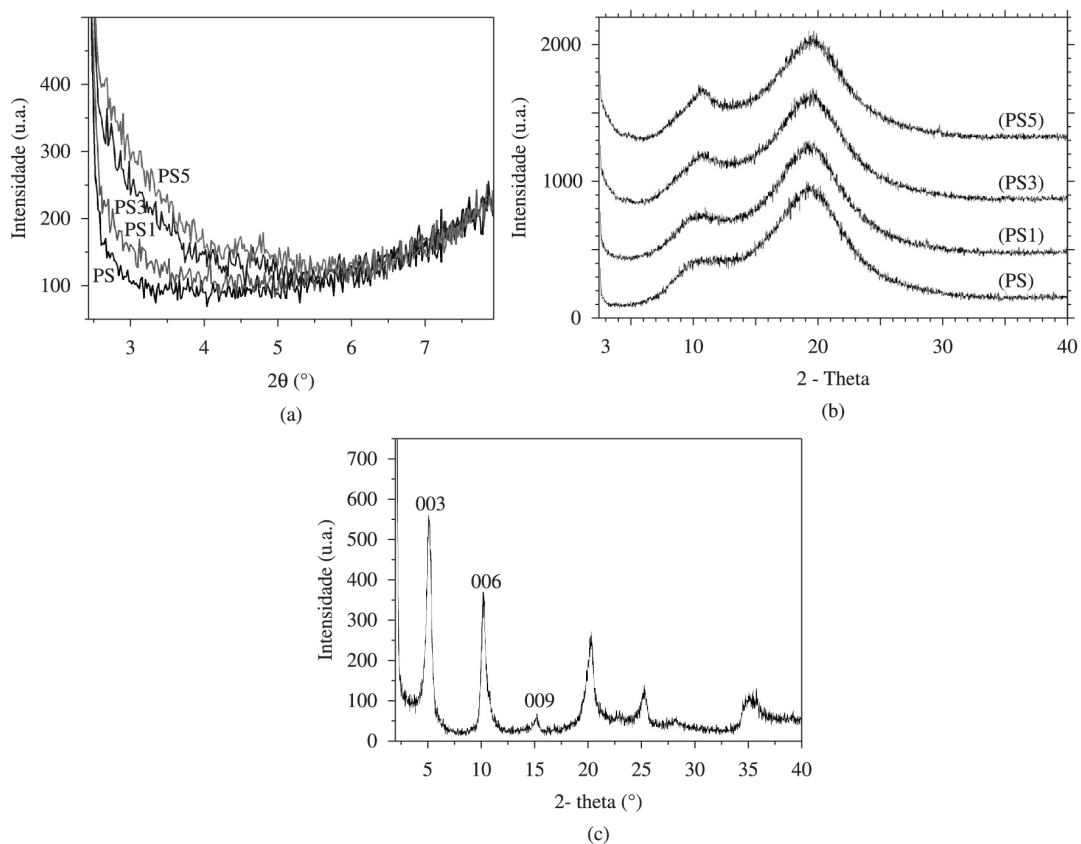 400
300
200
100
Intensidade (u.a.)
PS5
PS3
PS1
PS
3 4 5 6 7
2θ (°)
(a)
2000
1000
0
Intensidade (u.a.)
(PS5)
(PS3)
(PS1)
(PS)
3 10 20 30 40
2 - Theta
(b)
700
600
500
400
300
200
100
0
Intensidade (u.a.)
003
006
009
5 10 15 20 25 30 35 40
2- theta (°)
(c)